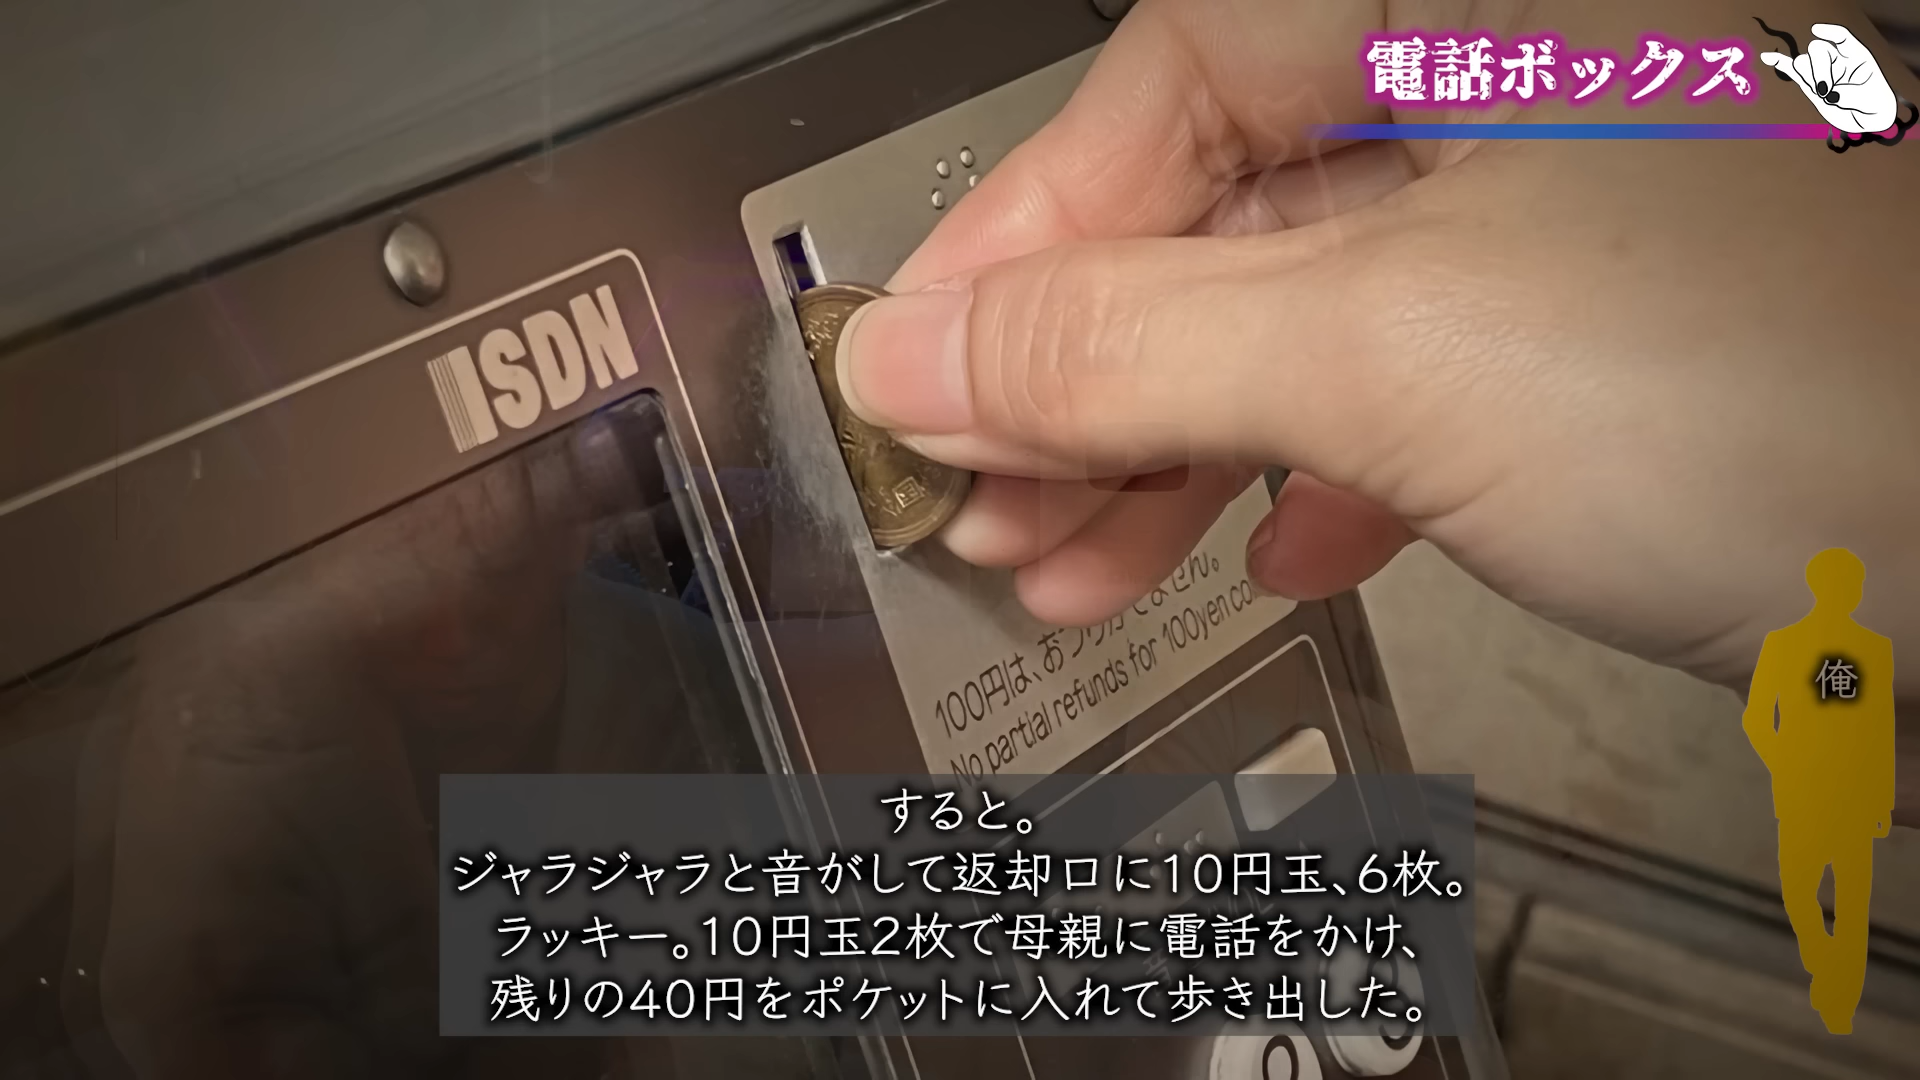 電話ボックス
ISDN
100円は、おつりがでません。
No partial refunds for 100yen co
俺
すると。
ジャラジャラと音がして返却口に10円玉、6枚。
ラッキー。10円玉2枚で母親に電話をかけ、
残りの40円をポケットに入れて歩き出した。